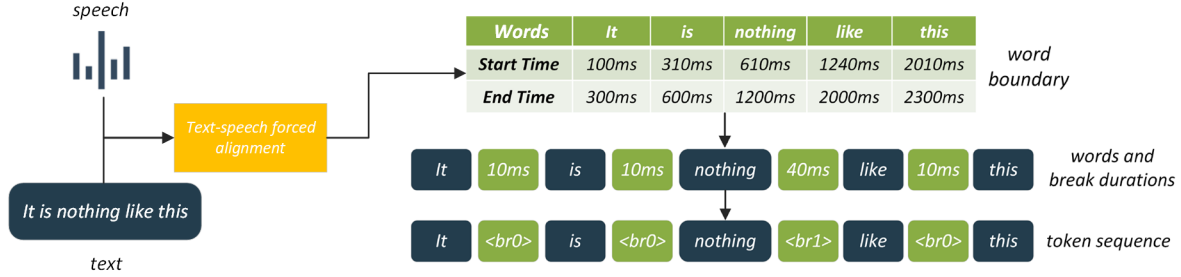 speech
Text-speech forced
alignment
It is nothing like this
text
Words It is nothing like this
Start Time 100ms 310ms 610ms 1240ms 2010ms
End Time 300ms 600ms 1200ms 2000ms 2300ms
word
boundary
It 10ms is 10ms nothing 40ms like 10ms this
words and
break durations
It <br0> is <br0> nothing <br1> like <br0> this
token sequence